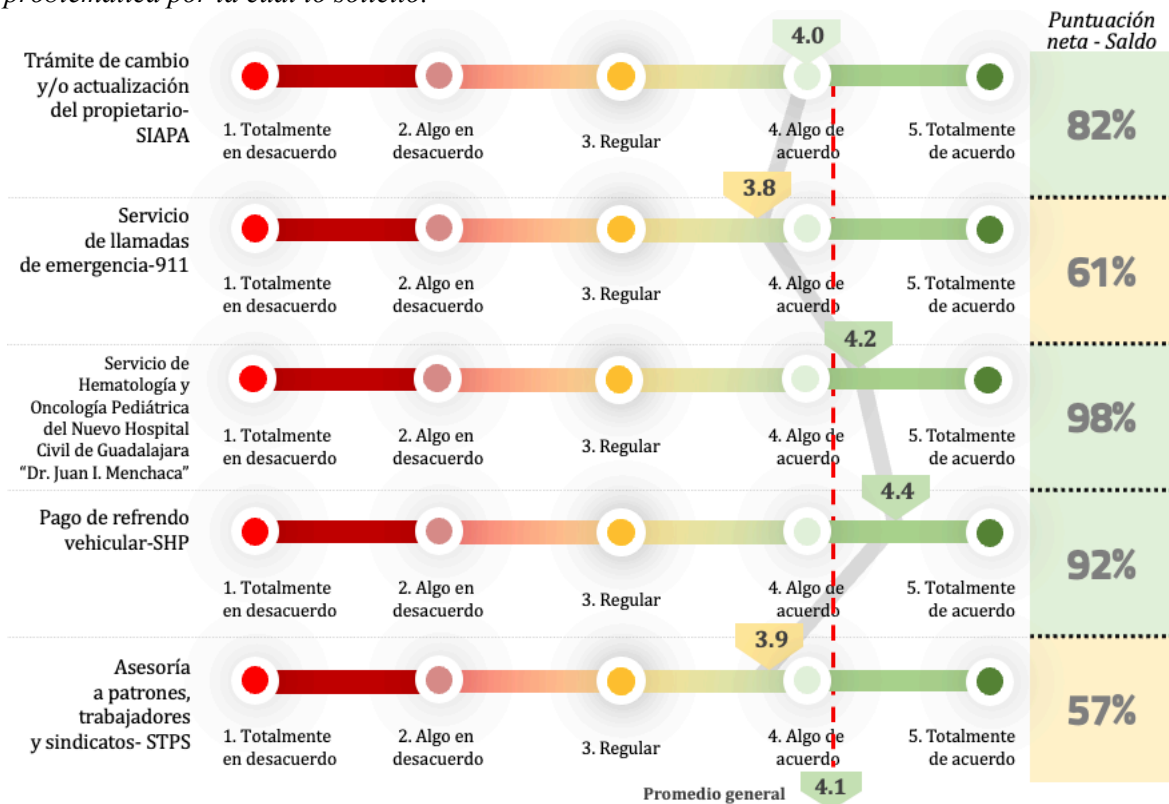 problemática por la cual lo solicitó.
Puntuación
neta - Saldo
Trámite de cambio
y/o actualización
del propietario-
SIAPA
4.0
1. Totalmente
en desacuerdo
2. Algo en
desacuerdo
3. Regular
4. Algo de
acuerdo
5. Totalmente
de acuerdo
82%
Servicio
de llamadas
de emergencia-911
3.8
1. Totalmente
en desacuerdo
2. Algo en
desacuerdo
3. Regular
4. Algo de
acuerdo
5. Totalmente
de acuerdo
61%
Servicio de
Hematología y
Oncología Pediátrica
del Nuevo Hospital
Civil de Guadalajara
“Dr. Juan I. Menchaca”
4.2
1. Totalmente
en desacuerdo
2. Algo en
desacuerdo
3. Regular
4. Algo de
acuerdo
5. Totalmente
de acuerdo
98%
Pago de refrendo
vehicular-SHP
4.4
1. Totalmente
en desacuerdo
2. Algo en
desacuerdo
3. Regular
4. Algo de
acuerdo
5. Totalmente
de acuerdo
92%
Asesoría
a patrones,
trabajadores
y sindicatos- STPS
3.9
1. Totalmente
en desacuerdo
2. Algo en
desacuerdo
3. Regular
4. Algo de
acuerdo
5. Totalmente
de acuerdo
57%
Promedio general
4.1